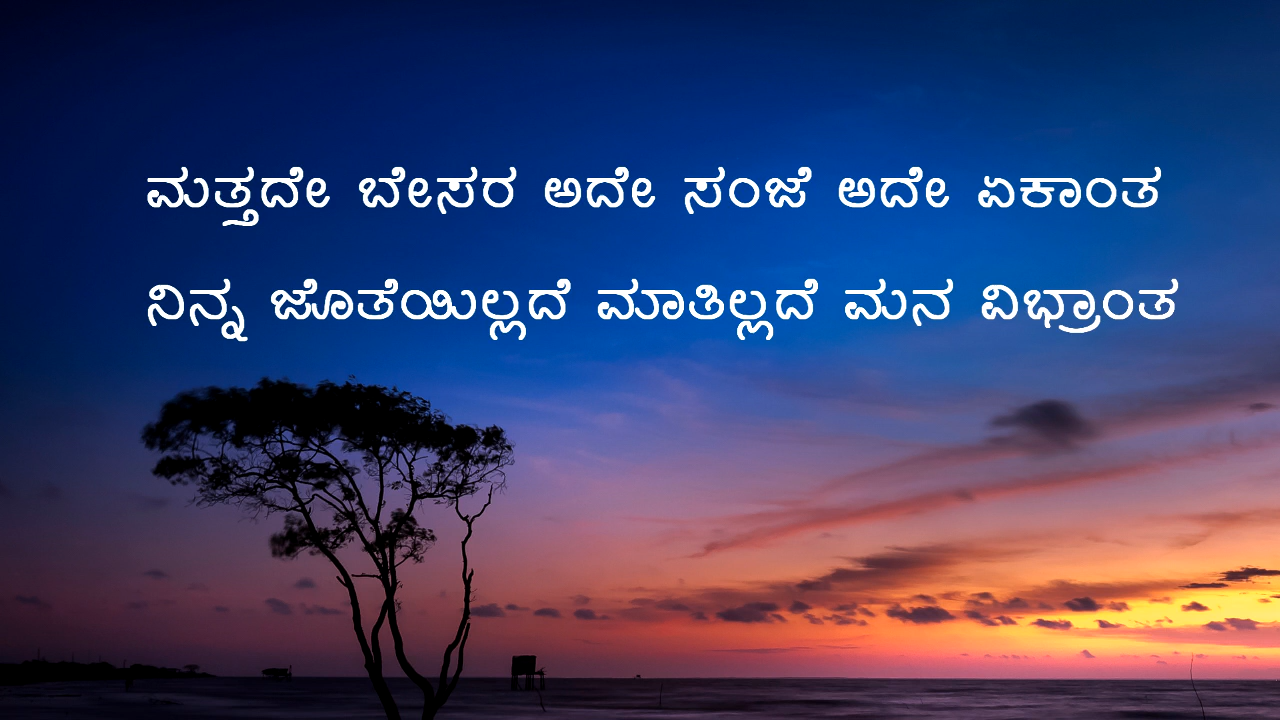 ಮತ್ತದೇ ಬೇಸರ ಅದೇ ಸಂಜೆ ಅದೇ ಏಕಾಂತ
ನಿನ್ನ ಜೊತೆಯಿಲ್ಲದೆ ಮಾತಿಲ್ಲದೆ ಮನ ವಿಭ್ರಾಂತ